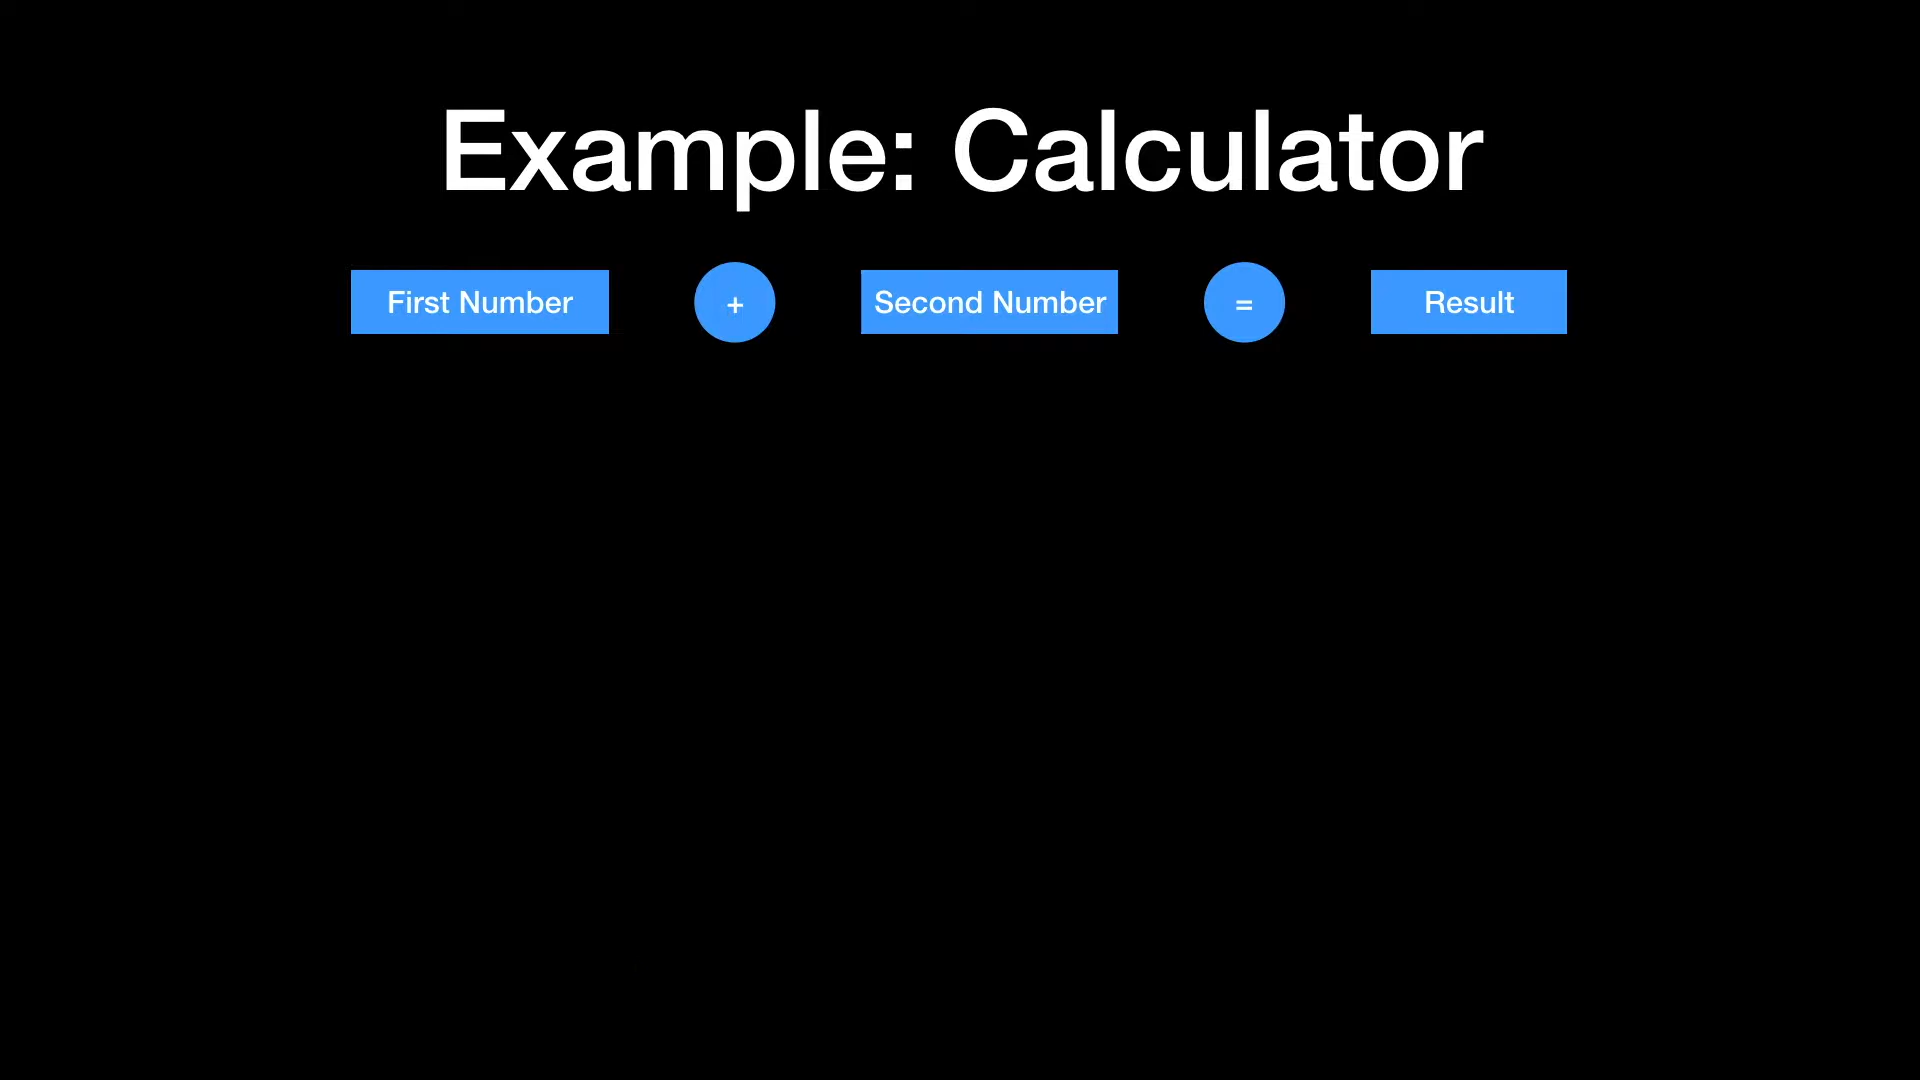 Example: Calculator
First Number + Second Number = Result